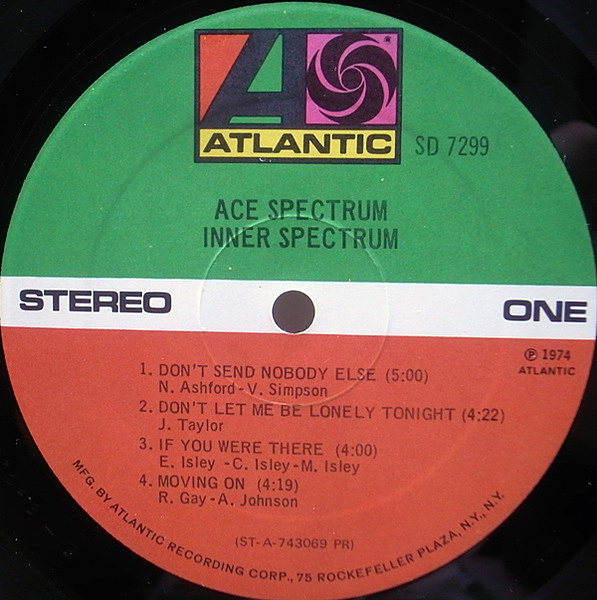 ATLANTIC SD 7299
ACE SPECTRUM
INNER SPECTRUM
STEREO ONE
℗ 1974
ATLANTIC
1. DON'T SEND NOBODY ELSE (5:00)
N. Ashford-V. Simpson
2. DON'T LET ME BE LONELY TONIGHT (4:22)
J. Taylor
3. IF YOU WERE THERE (4:00)
E. Isley -C. Isley-M. Isley
4. MOVING ON (4:19)
R. Gay-A. Johnson
(ST-A-743069 PR)
MFG. BY ATLANTIC RECORDING CORP., 75 ROCKEFELLER PLAZA, N.Y., N.Y.